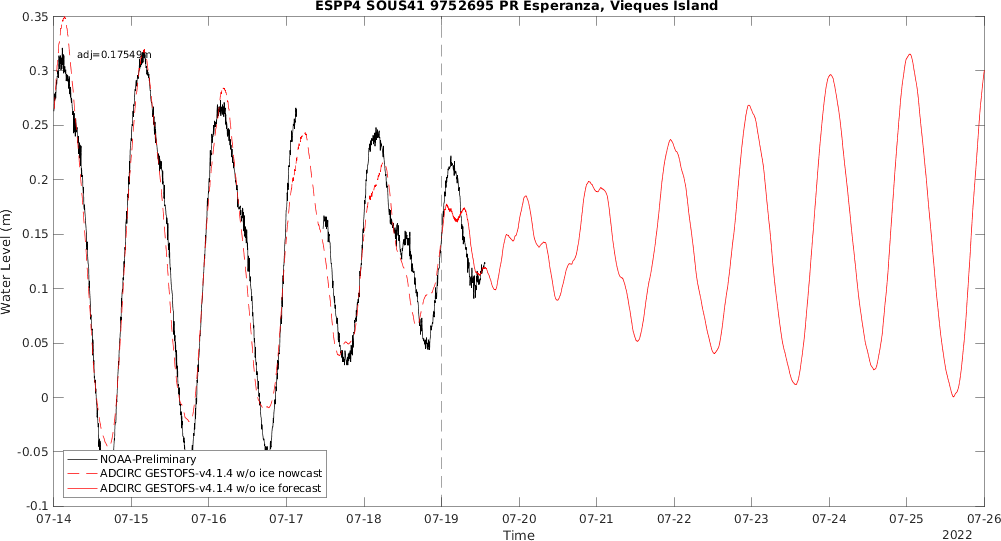 ESPP4 SOUS41 9752695 PR Esperanza, Vieques Island
0.35
0.3
0.25
0.2
0.15
0.1
0.05
0
-0.05
-0.1
Water Level (m)
adj=0.17549m
NOAA-Preliminary
ADCIRC GESTOFS-v4.1.4 w/o ice nowcast
ADCIRC GESTOFS-v4.1.4 w/o ice forecast
07-14 07-15 07-16 07-17 07-18 07-19 07-20 07-21 07-22 07-23 07-24 07-25 07-26
Time
2022